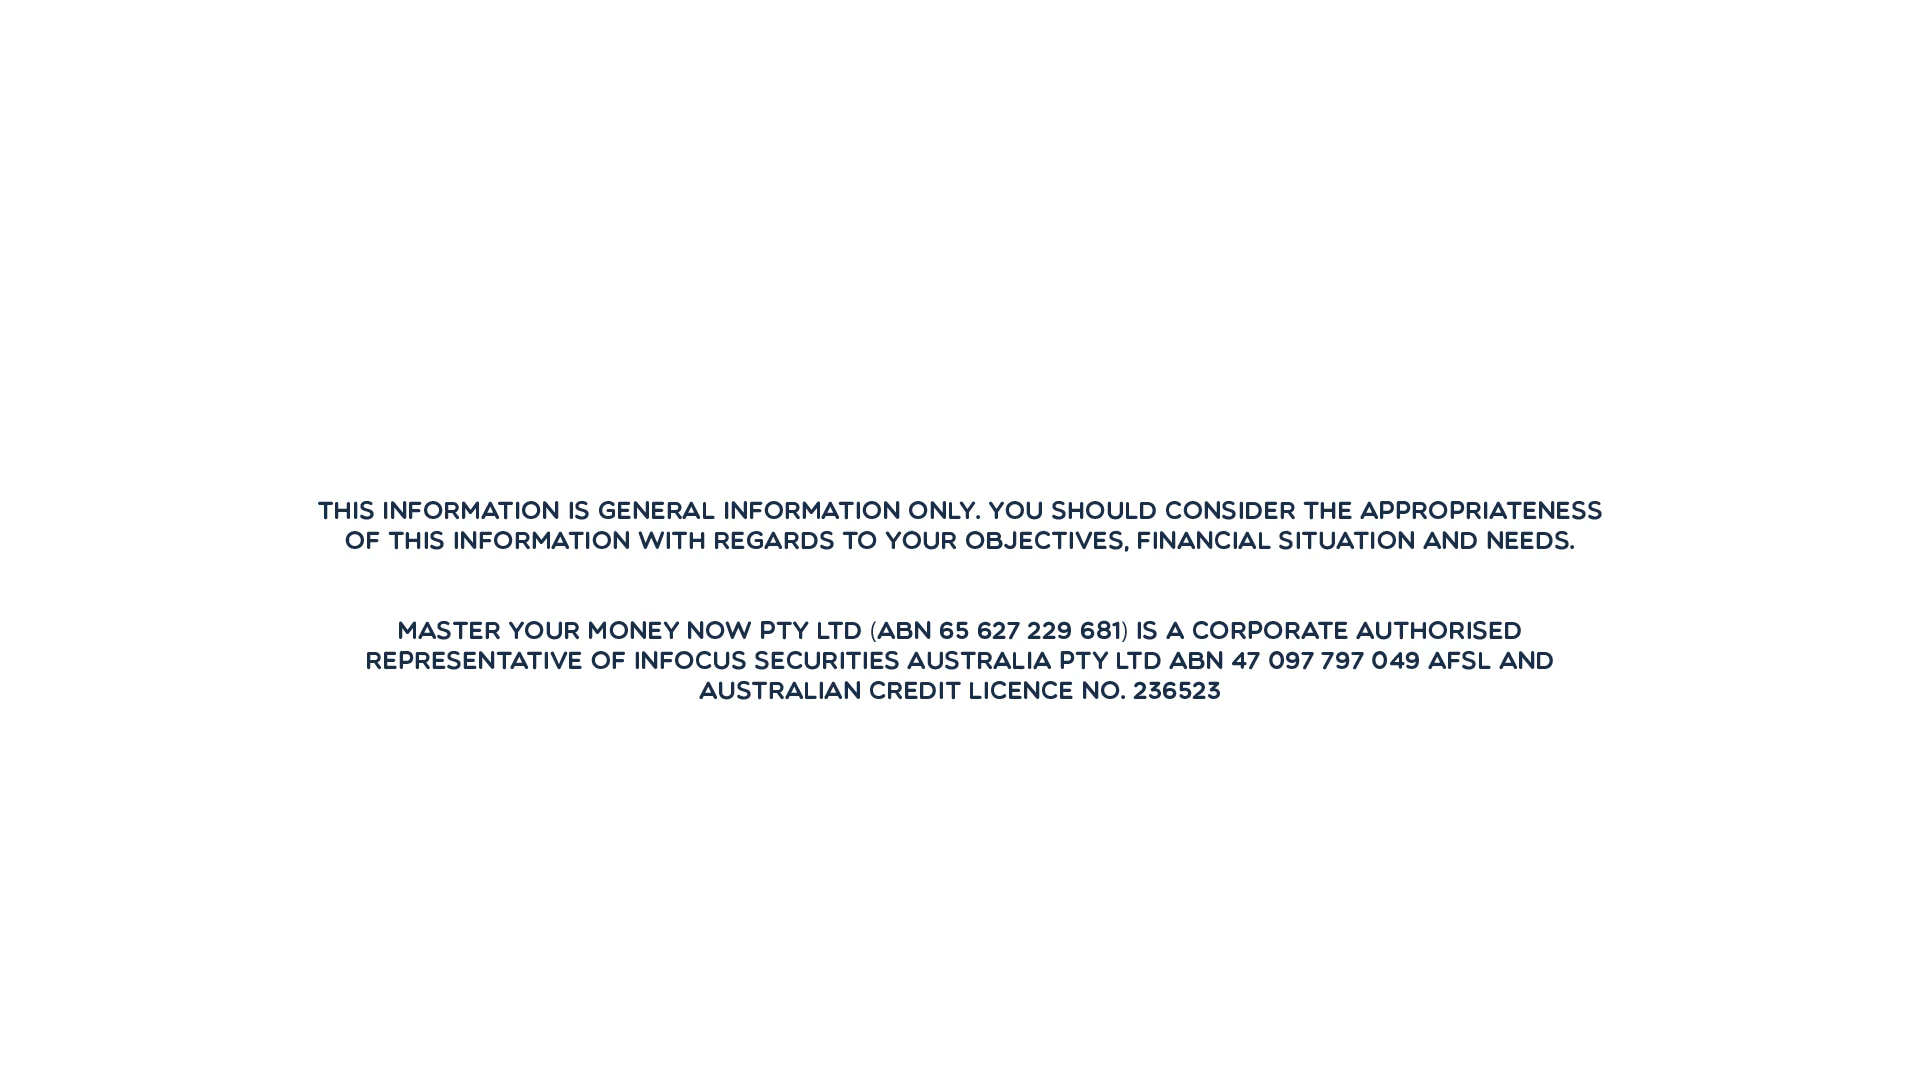 THIS INFORMATION IS GENERAL INFORMATION ONLY. YOU SHOULD CONSIDER THE APPROPRIATENESS
OF THIS INFORMATION WITH REGARDS TO YOUR OBJECTIVES, FINANCIAL SITUATION AND NEEDS.
MASTER YOUR MONEY NOW PTY LTD (ABN 65 627 229 681) IS A CORPORATE AUTHORISED
REPRESENTATIVE OF INFOCUS SECURITIES AUSTRALIA PTY LTD ABN 47 097 797 049 AFSL AND
AUSTRALIAN CREDIT LICENCE NO. 236523